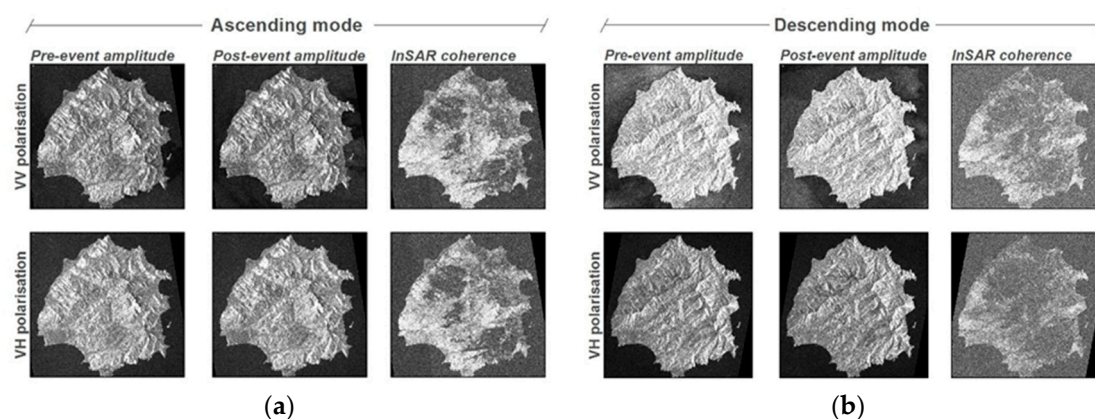 Ascending mode
Descending mode
Pre-event amplitude Post-event amplitude InSAR coherence
Pre-event amplitude Post-event amplitude InSAR coherence
VV polarisation
VV polarisation
VH polarisation
VH polarisation
(a)
(b)